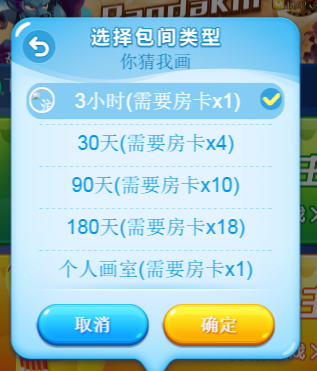 选择包间类型
你猜我画
3小时(需要房卡x1)
30天(需要房卡x4)
90天(需要房卡x10)
180天(需要房卡x18)
个人画室(需要房卡x1)
取消
确定